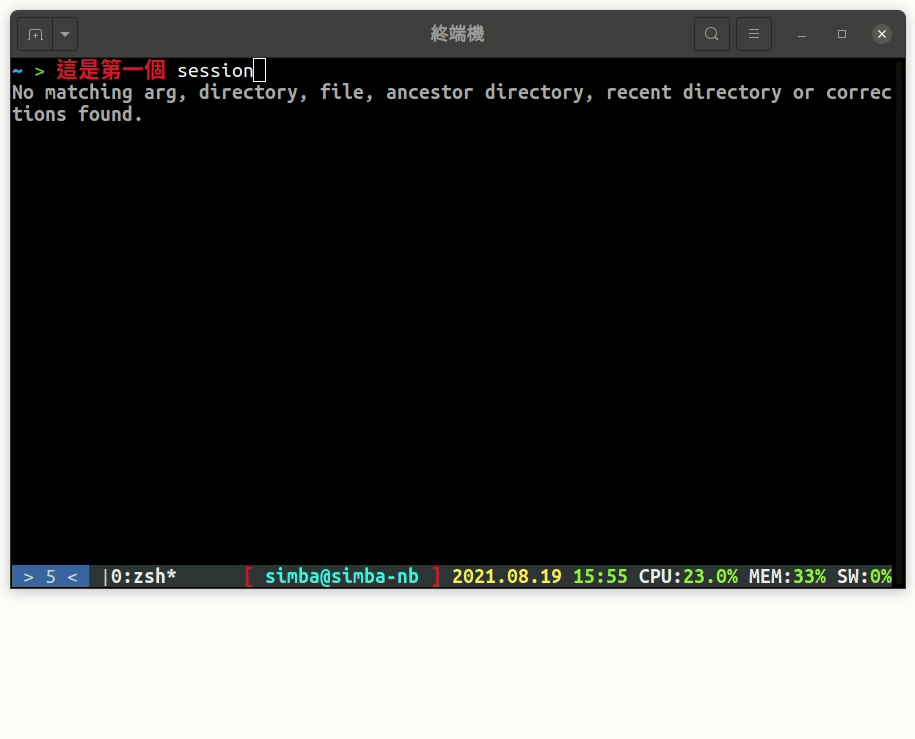 終端機
~ > 這是第一個 session
No matching arg, directory, file, ancestor directory, recent directory or correc
tions found.
> 5 < |0:zsh* [ simba@simba-nb ] 2021.08.19 15:55 CPU:23.0% MEM:33% SW:0%